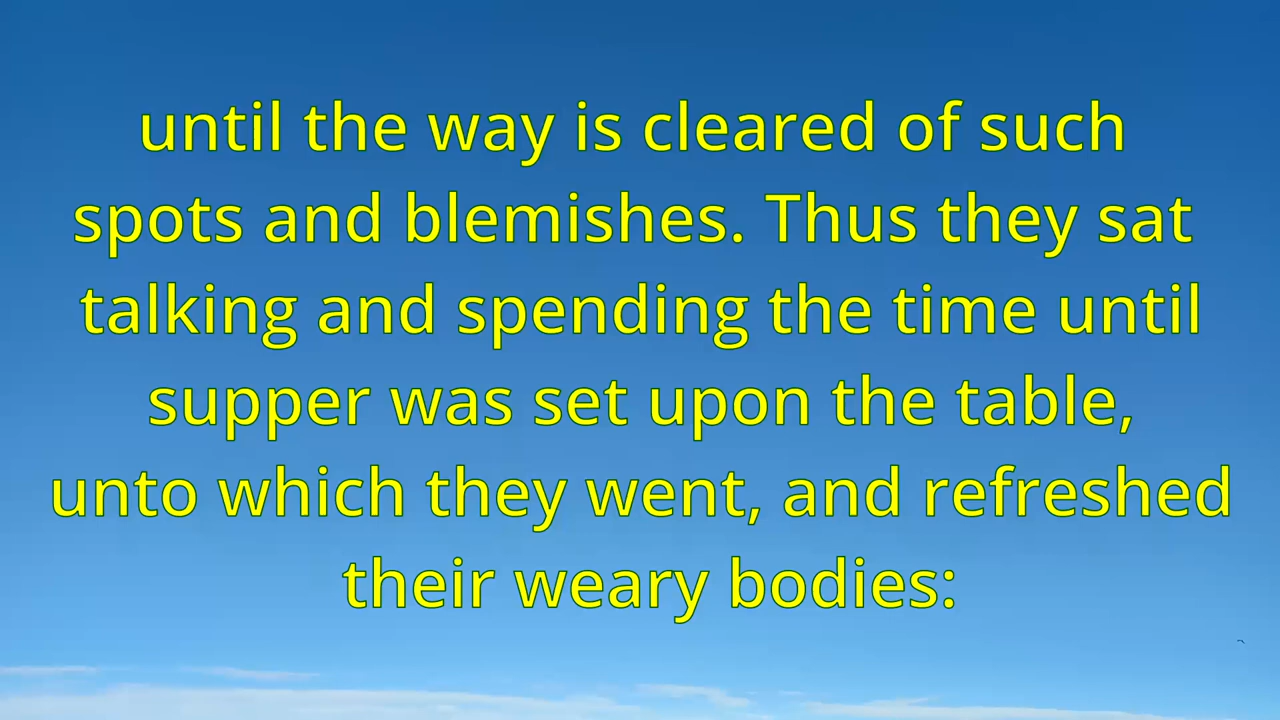 until the way is cleared of such
spots and blemishes. Thus they sat
talking and spending the time until
supper was set upon the table,
unto which they went, and refreshed
their weary bodies: